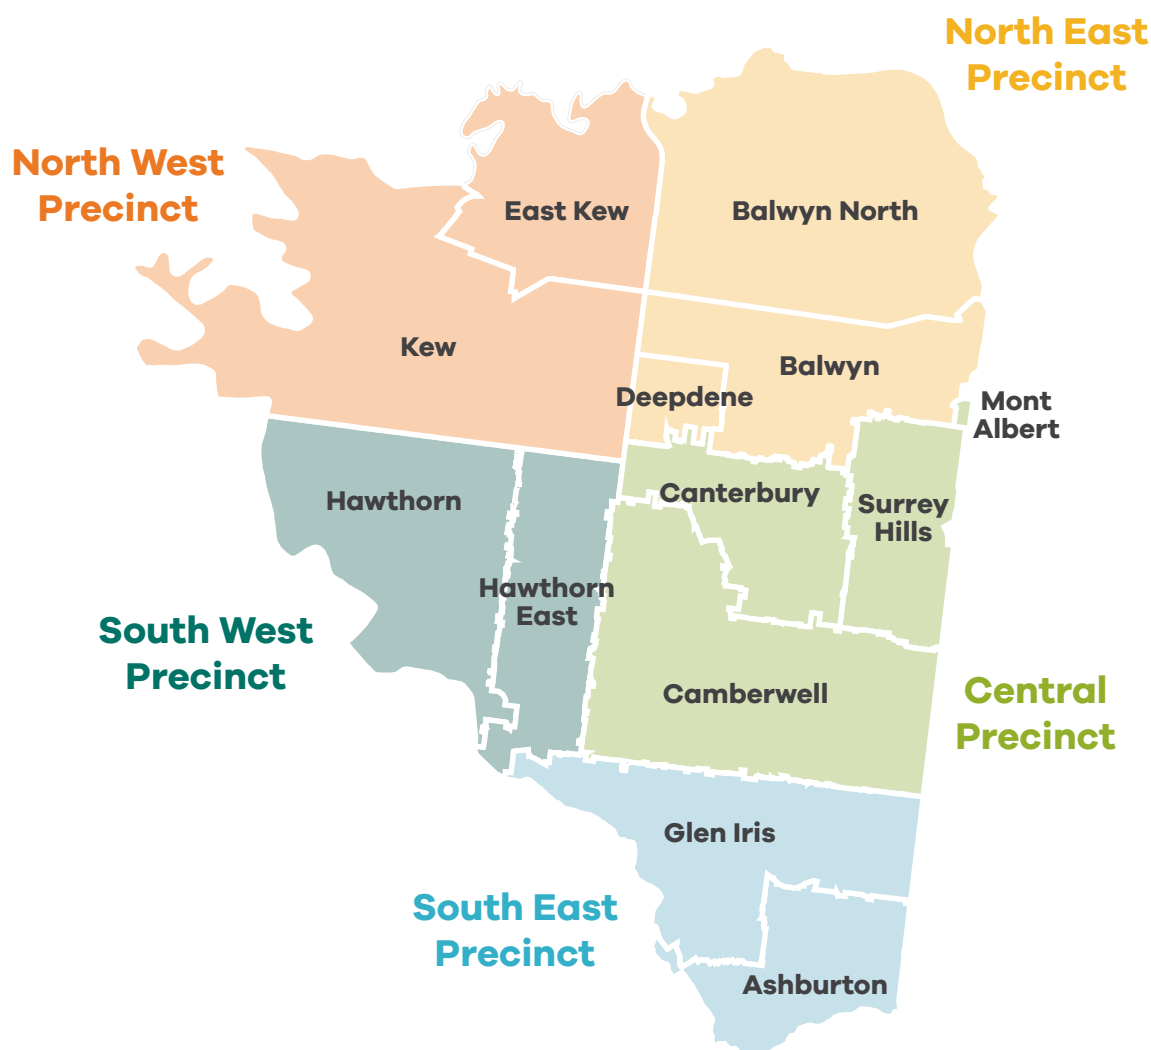 North East
Precinct
North West
Precinct
East Kew
Balwyn North
Kew
Balwyn
Deepdene
Mont
Albert
Hawthorn
Canterbury
Surrey
Hills
Hawthorn
East
South West
Precinct
Camberwell
Central
Precinct
Glen Iris
South East
Precinct
Ashburton